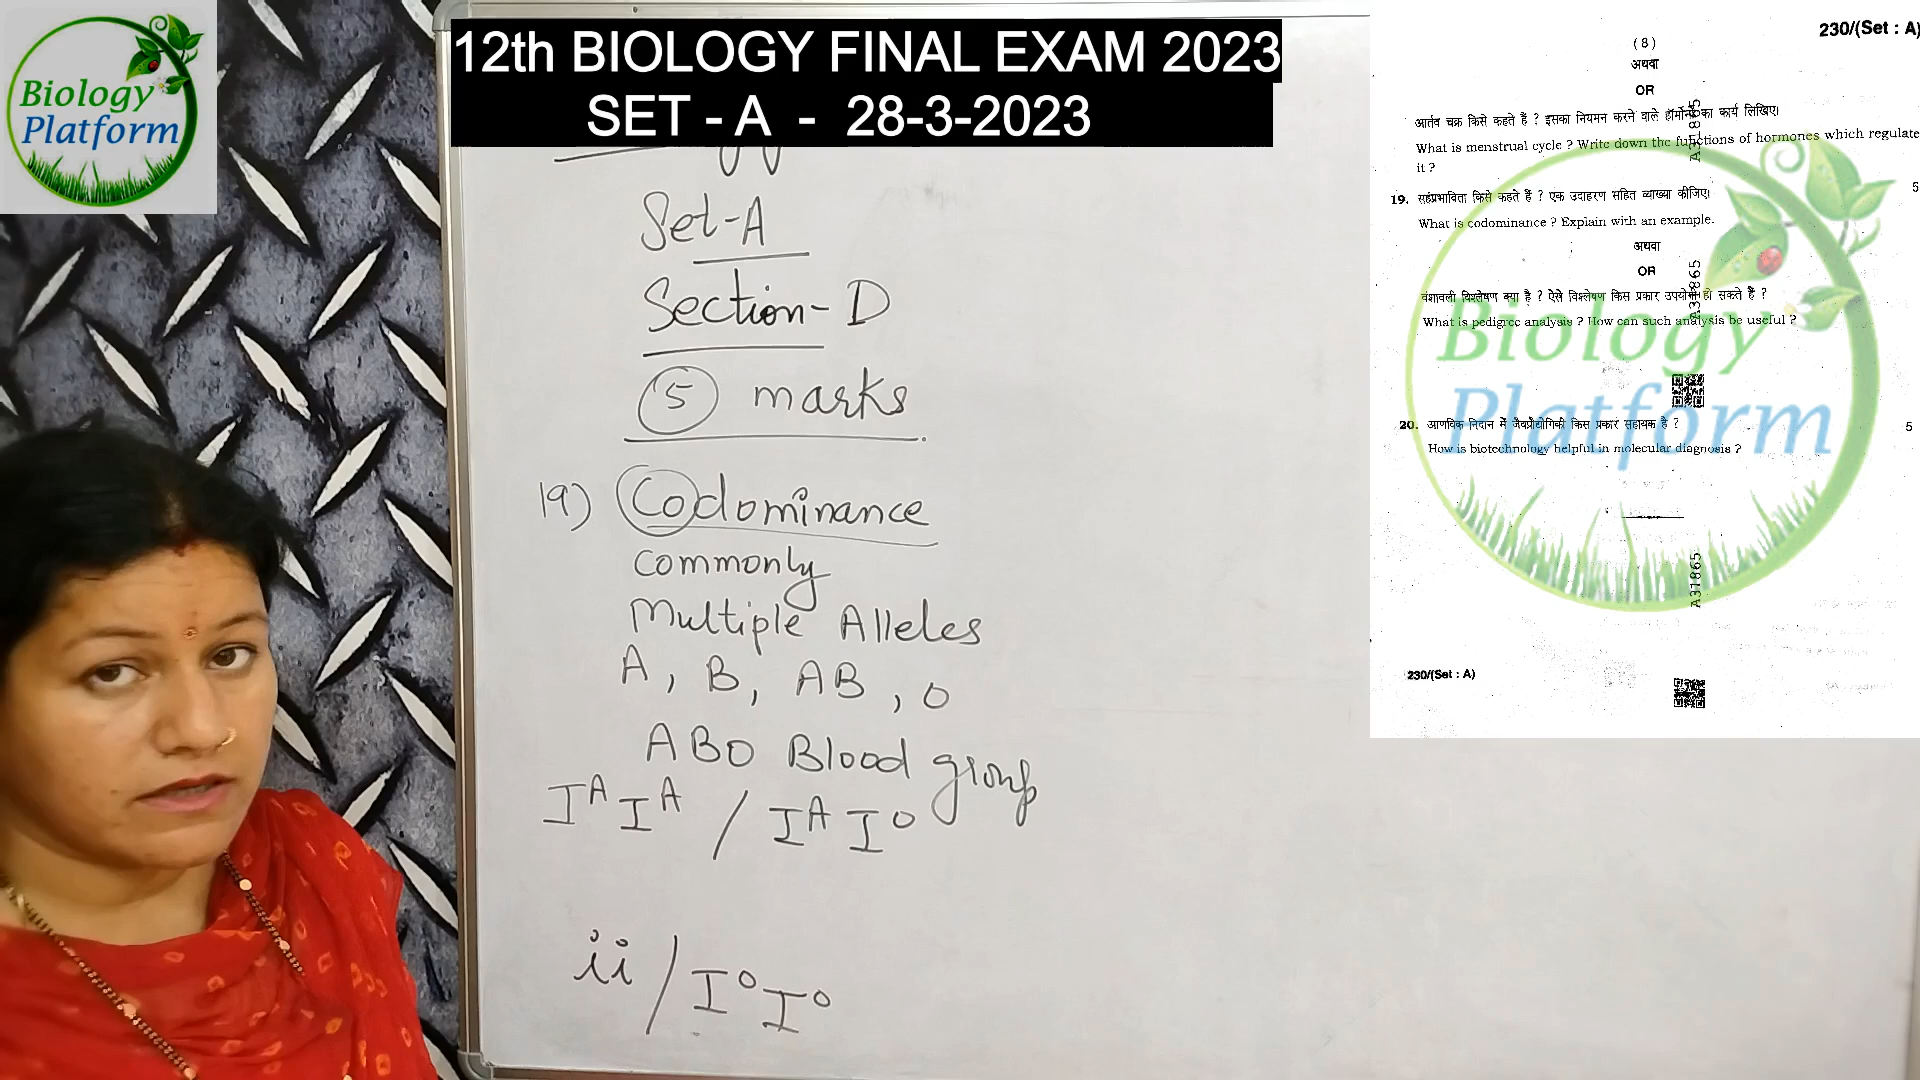 Biology
Platform
12th BIOLOGY FINAL EXAM 2023
SET - A - 28-3-2023
Set-A
Section-D
5 marks
19) Codominance
Commonly
Multiple Alleles
A, B, AB, O
ABO Blood group
I^A I^A / I^A I^O
ii / I^O I^O
230/(Set : A)
( 8 )
अथवा
OR
आर्तव चक्र किसे कहते हैं ? इसका नियमन करने वाले हॉर्मोनों का कार्य लिखिए।
What is menstrual cycle ? Write down the functions of hormones which regulate
it ?
5
19. सहप्रभाविता किसे कहते हैं ? एक उदाहरण सहित व्याख्या कीजिए।
What is codominance ? Explain with an example.
अथवा
OR
वंशावली विश्लेषण क्या है ? ऐसे विश्लेषण किस प्रकार उपयोगी हो सकते हैं ?
What is pedigree analysis ? How can such analysis be useful ?
Biology
Platform
20. आणविक निदान में जैवप्रौद्योगिकी किस प्रकार सहायक है ?
5
How is biotechnology helpful in molecular diagnosis ?
A31865
A31865
A31865
230/(Set : A)